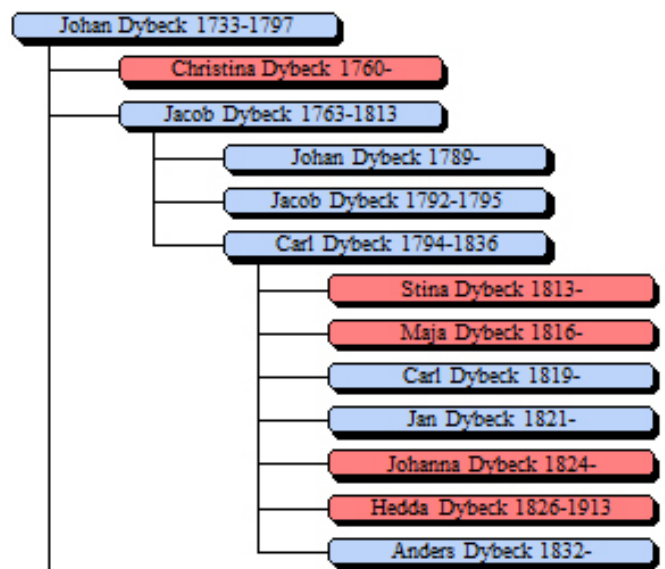 Johan Dybeck 1733-1797
Christina Dybeck 1760-
Jacob Dybeck 1763-1813
Johan Dybeck 1789-
Jacob Dybeck 1792-1795
Carl Dybeck 1794-1836
Stina Dybeck 1813-
Maja Dybeck 1816-
Carl Dybeck 1819-
Jan Dybeck 1821-
Johanna Dybeck 1824-
Hedda Dybeck 1826-1913
Anders Dybeck 1832-